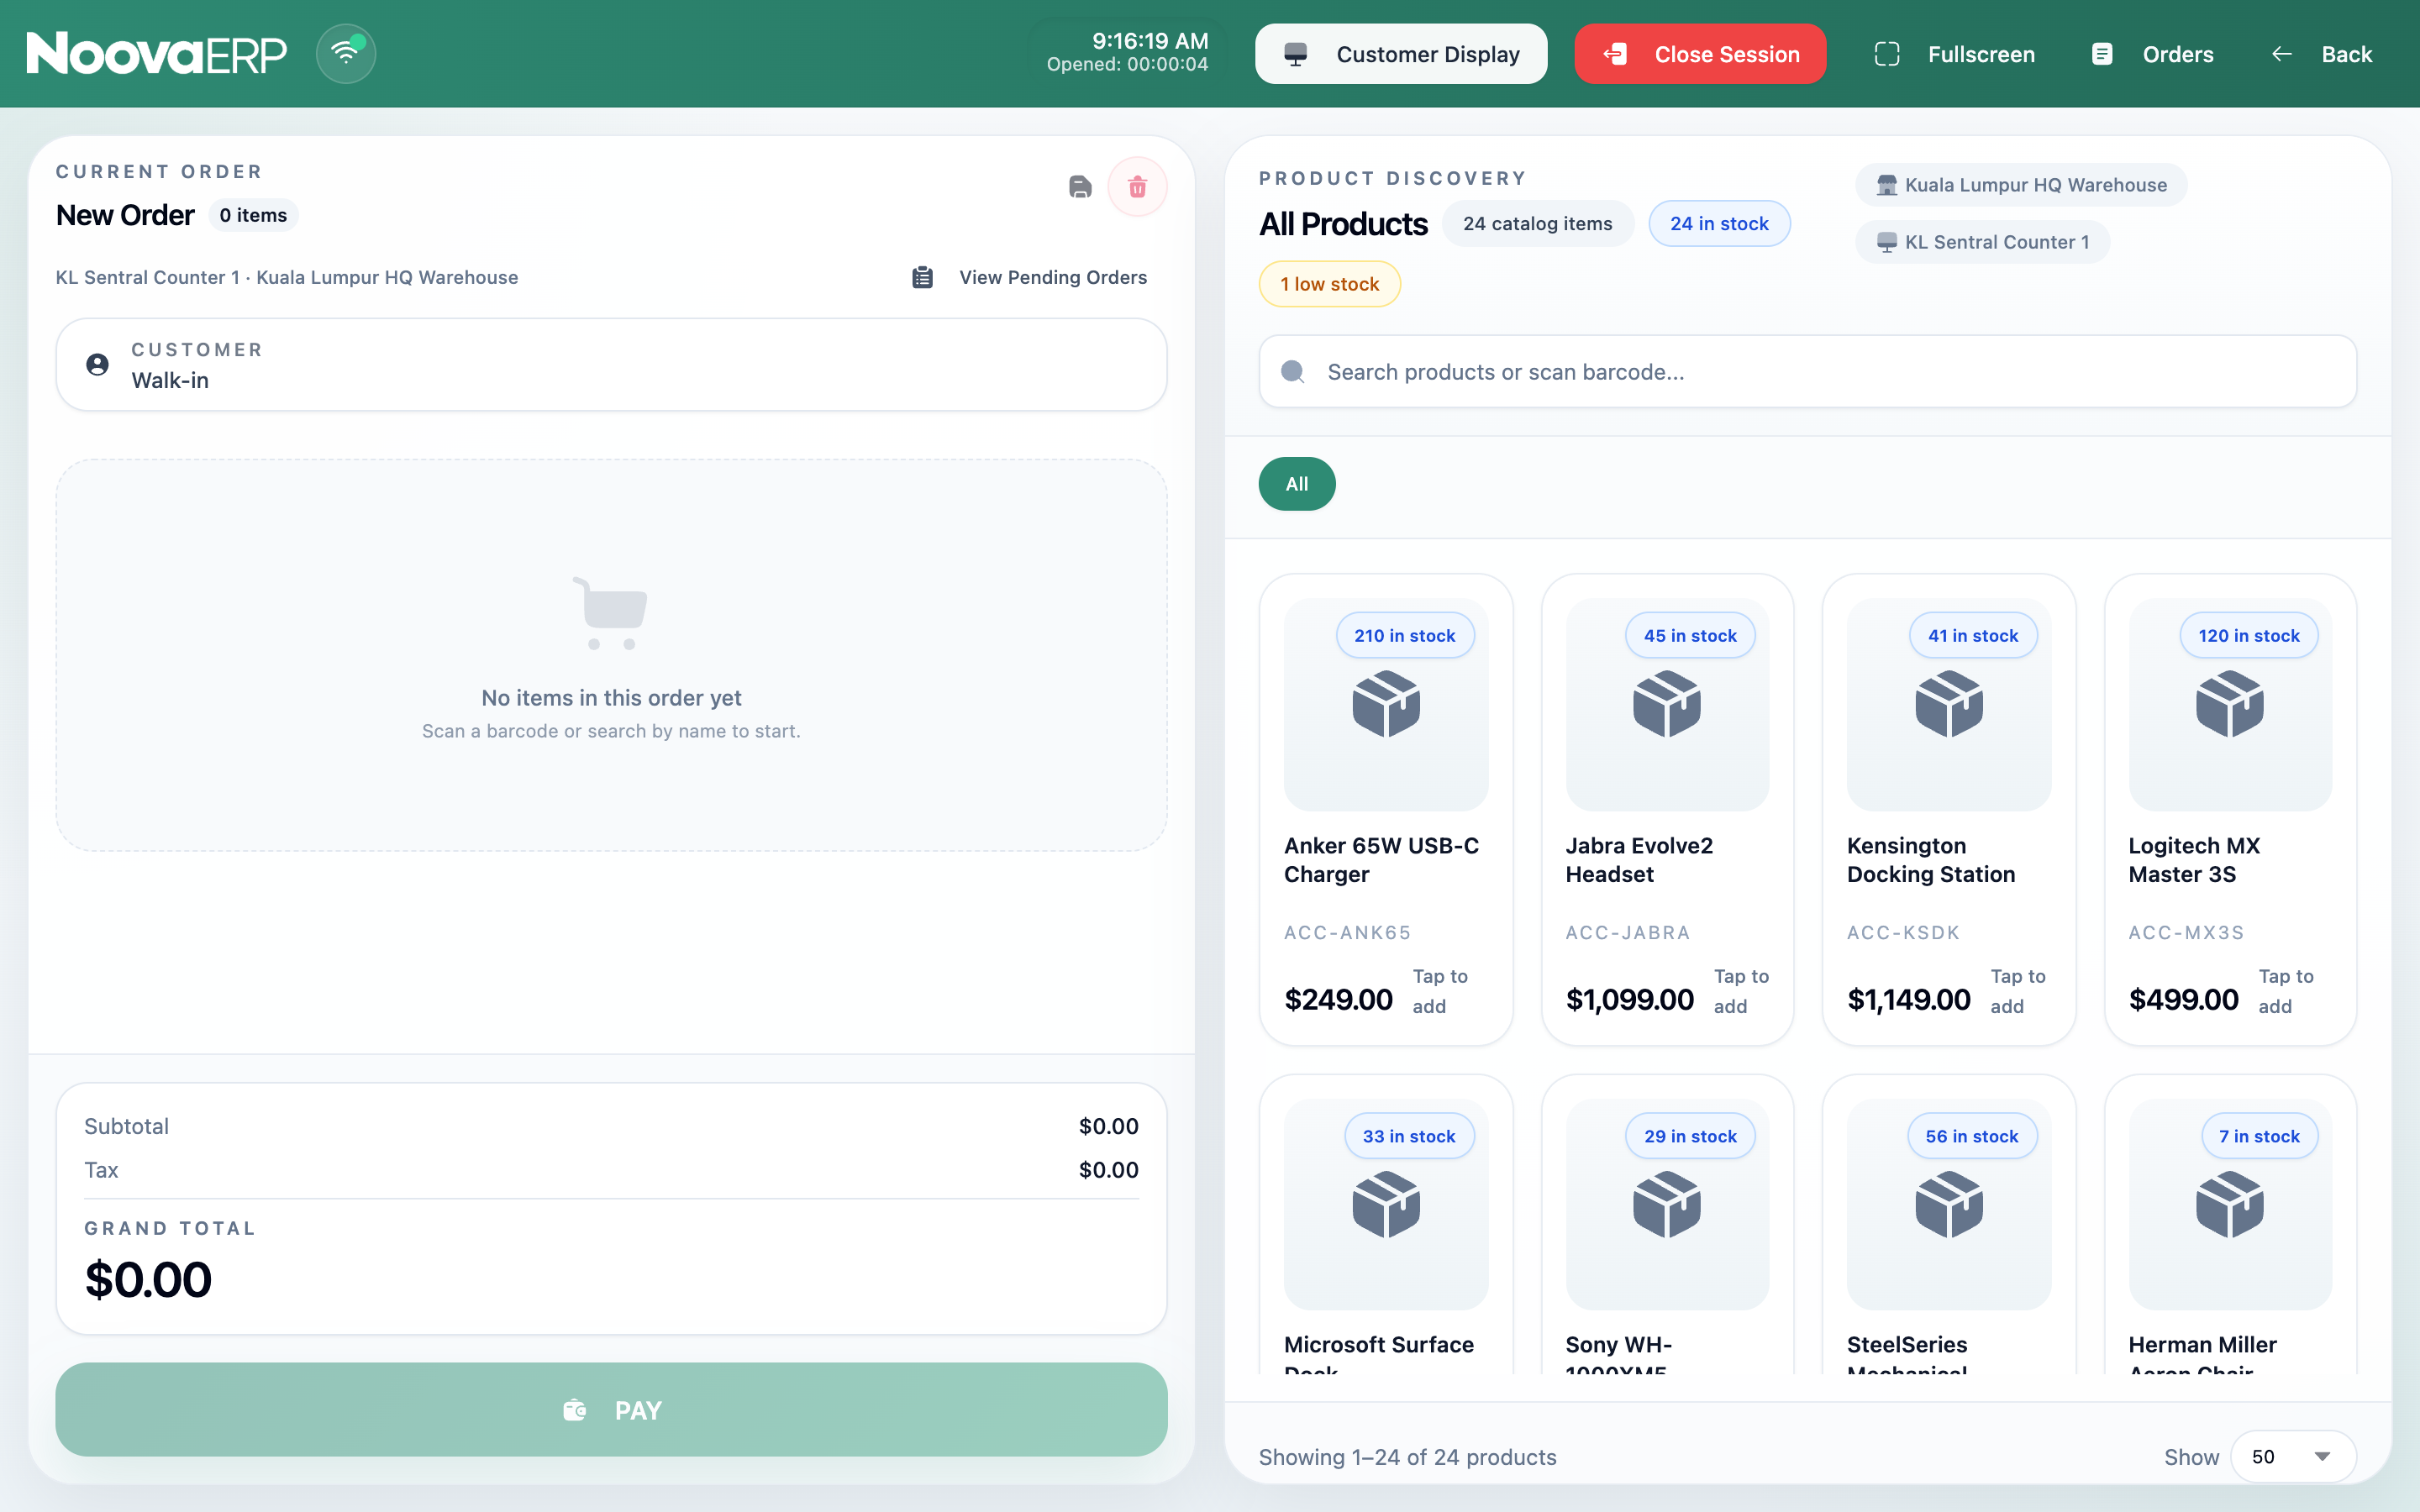 NoovaERP
9:16:19 AM
Opened: 00:00:04
Customer Display
Close Session
Fullscreen
Orders
Back
CURRENT ORDER
New Order
0 items
KL Sentral Counter 1 · Kuala Lumpur HQ Warehouse
View Pending Orders
CUSTOMER
Walk-in
No items in this order yet
Scan a barcode or search by name to start.
Subtotal
$0.00
Tax
$0.00
GRAND TOTAL
$0.00
PAY
PRODUCT DISCOVERY
All Products
24 catalog items
24 in stock
1 low stock
Kuala Lumpur HQ Warehouse
KL Sentral Counter 1
Search products or scan barcode...
All
210 in stock
Anker 65W USB-C
Charger
ACC-ANK65
$249.00
Tap to
add
45 in stock
Jabra Evolve2
Headset
ACC-JABRA
$1,099.00
Tap to
add
41 in stock
Kensington
Docking Station
ACC-KSDK
$1,149.00
Tap to
add
120 in stock
Logitech MX
Master 3S
ACC-MX3S
$499.00
Tap to
add
33 in stock
Microsoft Surface
Dock
29 in stock
Sony WH-
1000XM5
56 in stock
SteelSeries
Mechanical
7 in stock
Herman Miller
Aeron Chair
Showing 1–24 of 24 products
Show
50